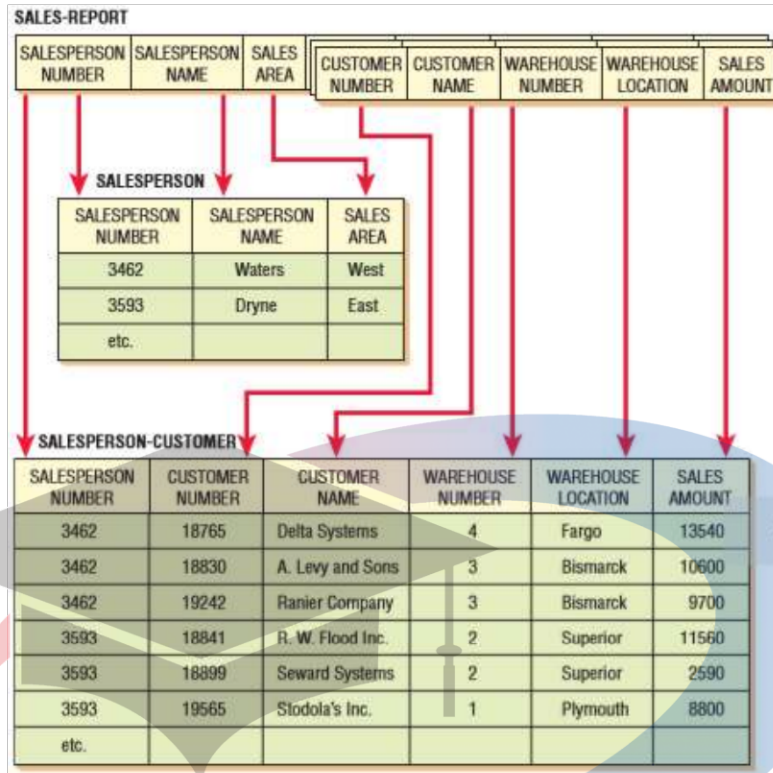 SALES-REPORT
SALESPERSON NUMBER SALESPERSON NAME SALES AREA CUSTOMER NUMBER CUSTOMER NAME WAREHOUSE NUMBER WAREHOUSE LOCATION SALES AMOUNT
SALESPERSON
SALESPERSON NUMBER SALESPERSON NAME SALES AREA
3462 Waters West
3593 Dryne East
etc.
SALESPERSON-CUSTOMER
SALESPERSON NUMBER CUSTOMER NUMBER CUSTOMER NAME WAREHOUSE NUMBER WAREHOUSE LOCATION SALES AMOUNT
3462 18765 Delta Systems 4 Fargo 13540
3462 18830 A. Levy and Sons 3 Bismarck 10600
3462 19242 Ranier Company 3 Bismarck 9700
3593 18841 R. W. Flood Inc. 2 Superior 11560
3593 18899 Seward Systems 2 Superior 2590
3593 19565 Stodola's Inc. 1 Plymouth 8800
etc.